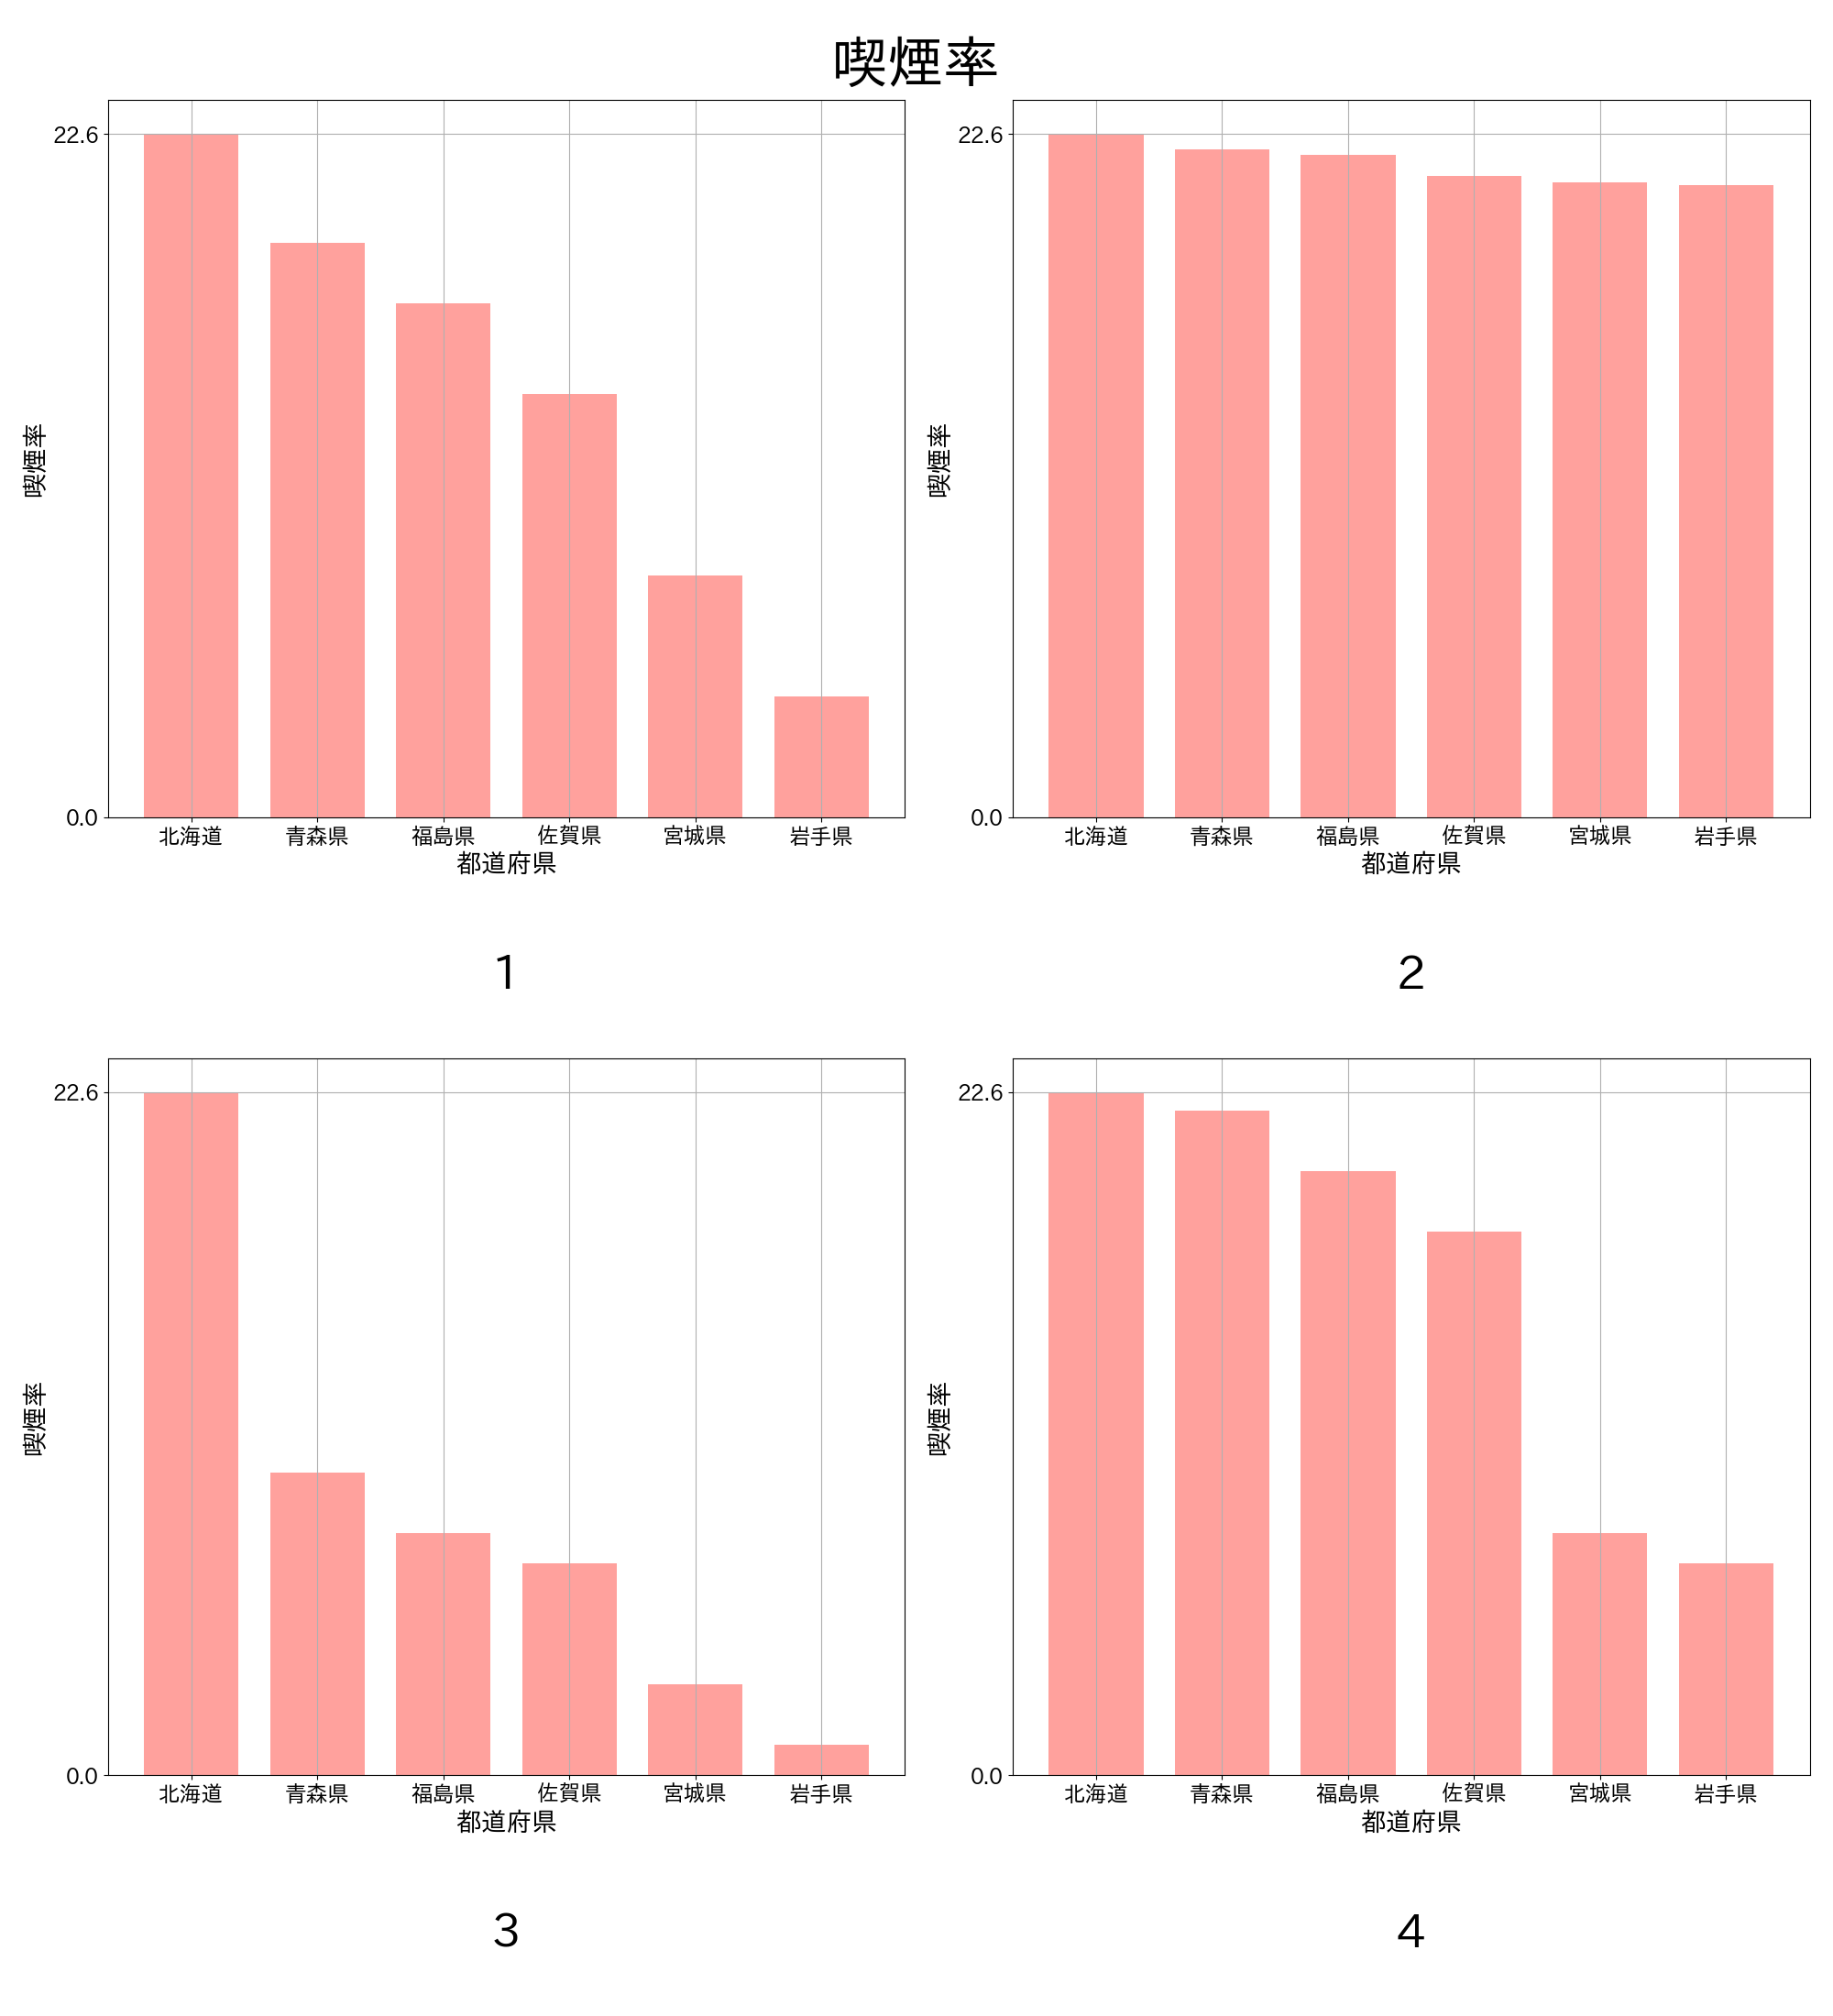 喫煙率
22.6
0.0
喫煙率
北海道 青森県 福島県 佐賀県 宮城県 岩手県
都道府県
1
22.6
0.0
喫煙率
北海道 青森県 福島県 佐賀県 宮城県 岩手県
都道府県
2
22.6
0.0
喫煙率
北海道 青森県 福島県 佐賀県 宮城県 岩手県
都道府県
3
22.6
0.0
喫煙率
北海道 青森県 福島県 佐賀県 宮城県 岩手県
都道府県
4